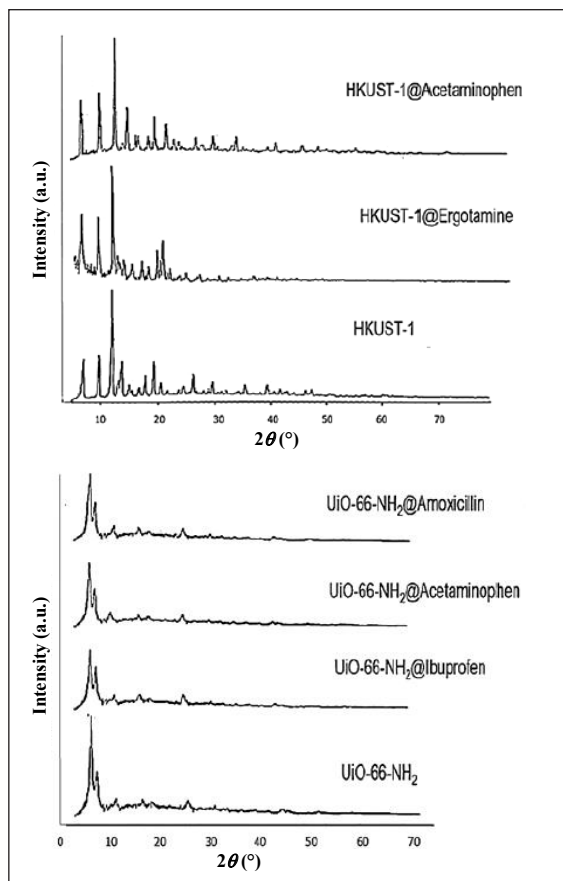 HKUST-1@Acetaminophen
HKUST-1@Ergotamine
HKUST-1
Intensity (a.u.)
10 20 30 40 50 60 70
2θ (°)
UiO-66-NH₂@Amoxicillin
UiO-66-NH₂@Acetaminophen
UiO-66-NH₂@Ibuprofen
UiO-66-NH₂
Intensity (a.u.)
0 10 20 30 40 50 60 70
2θ (°)